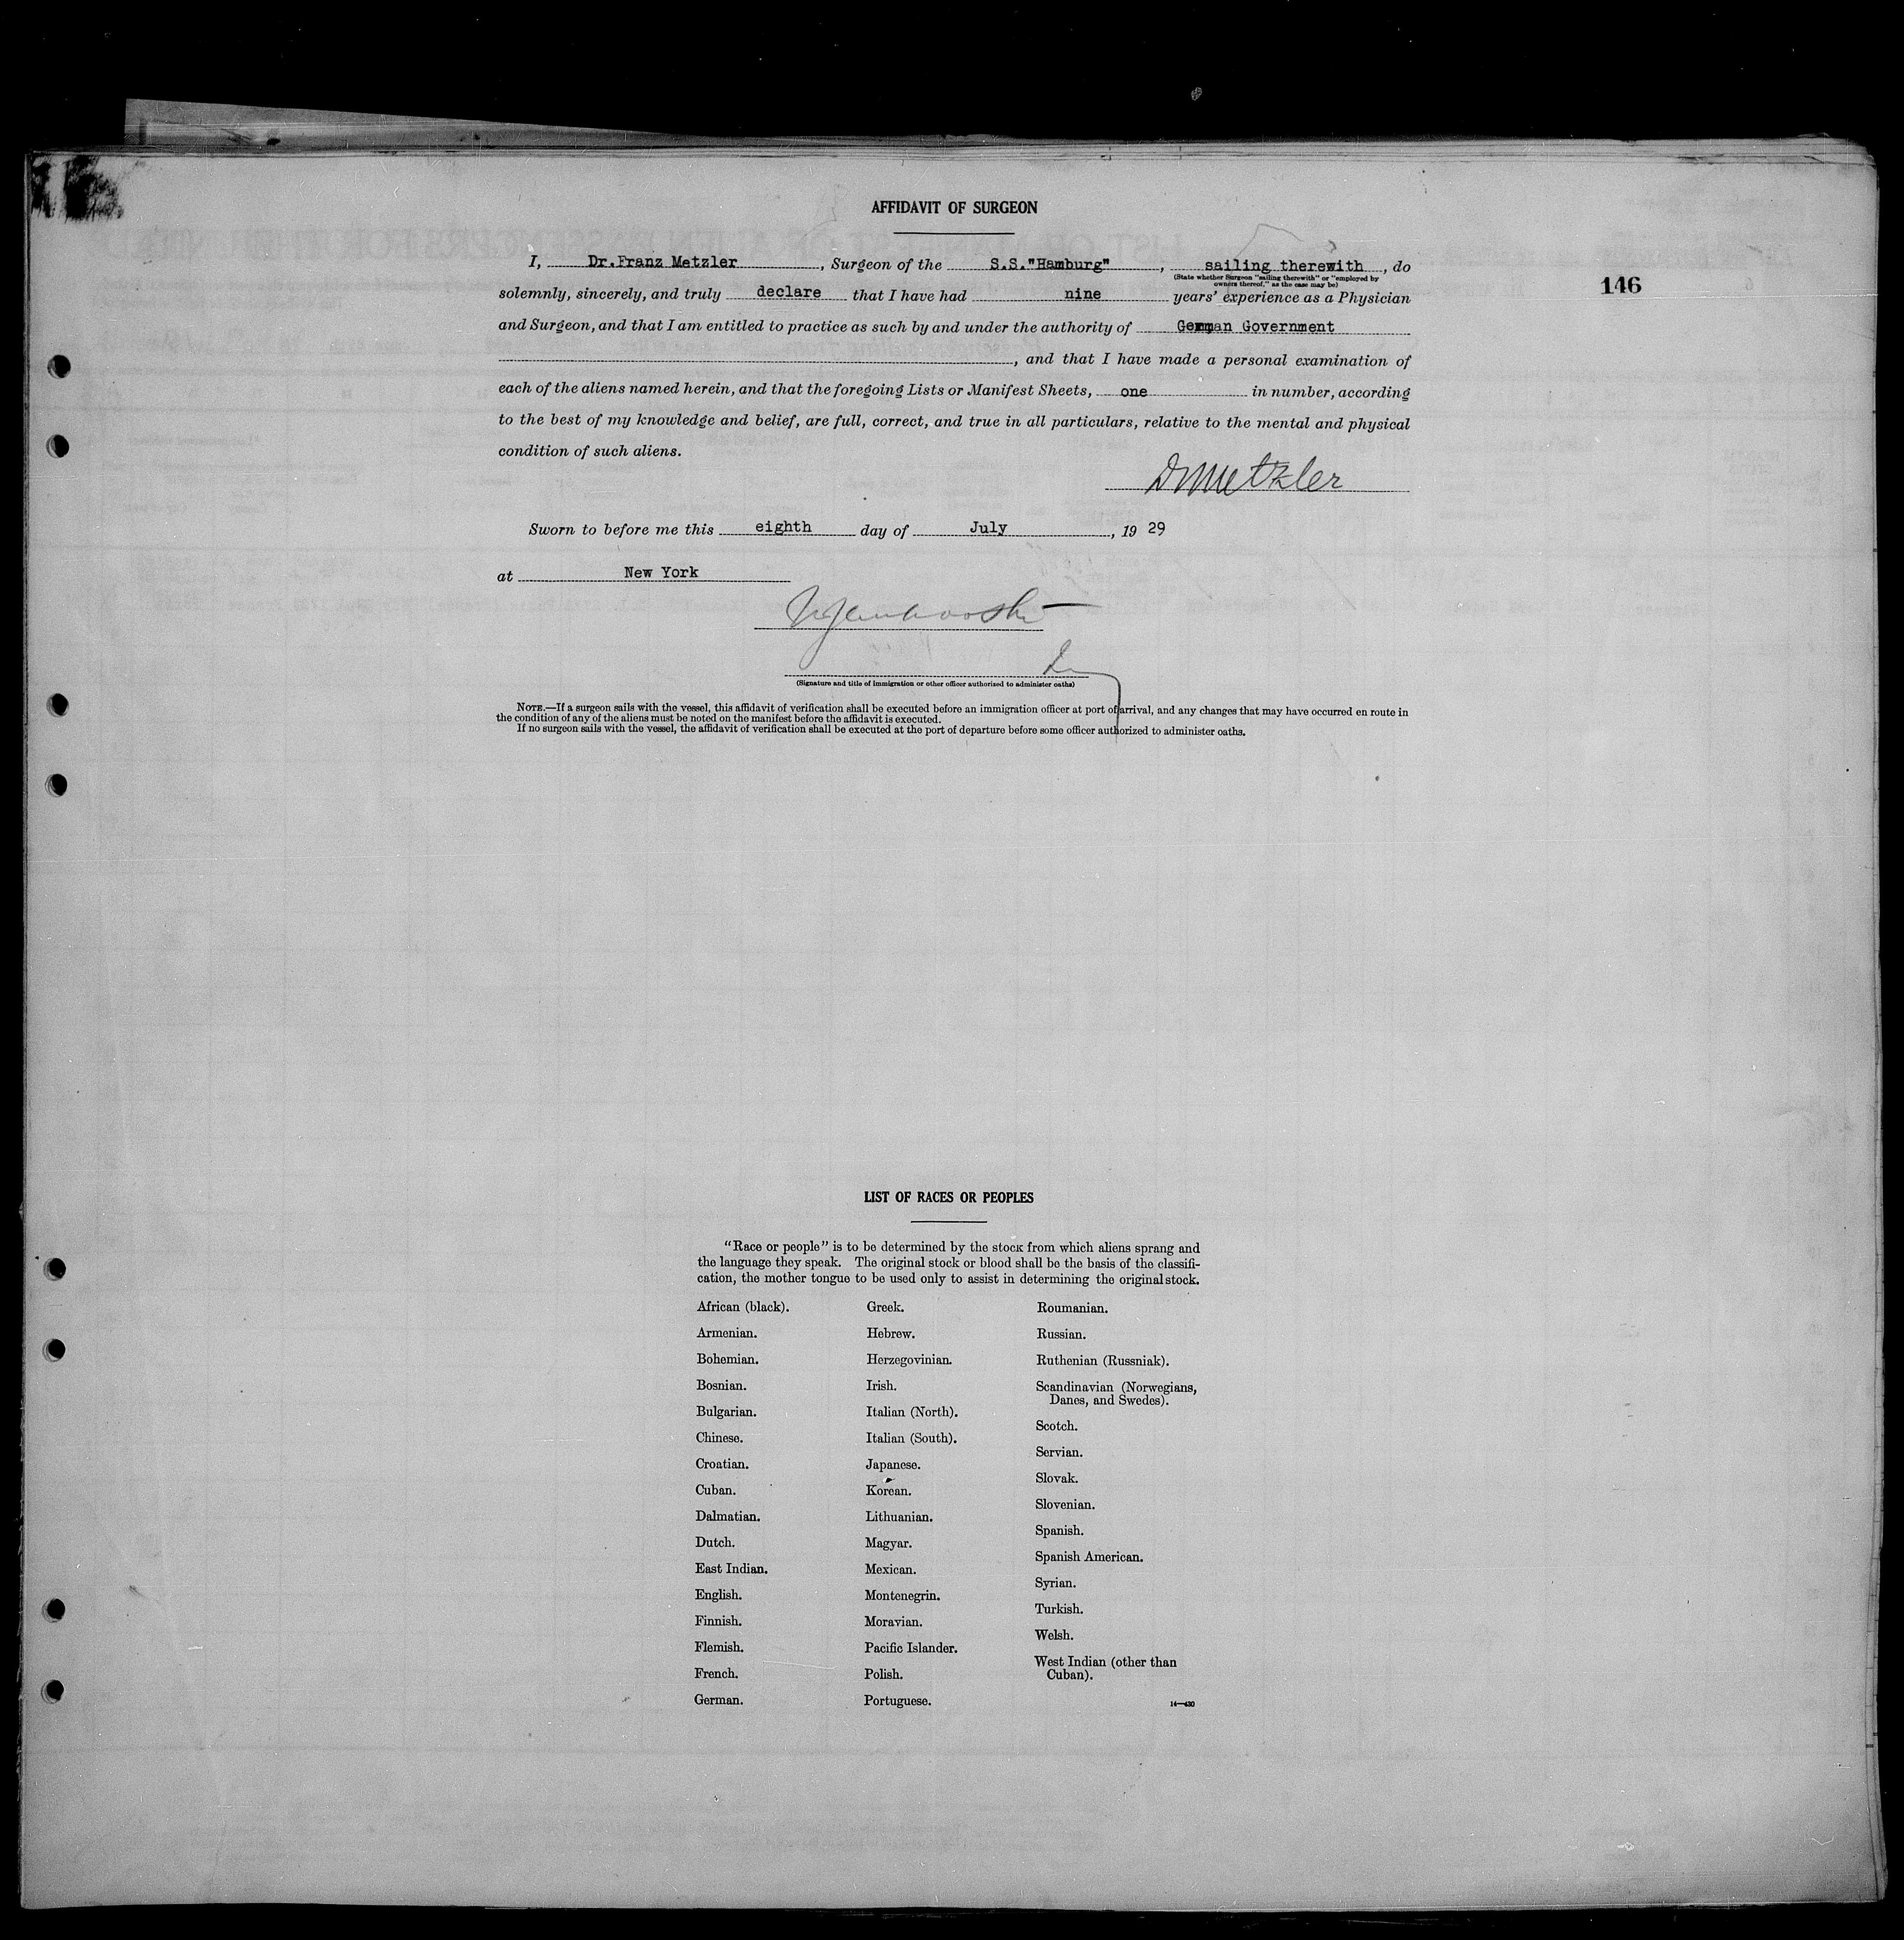 AFFIDAVIT OF SURGEON
I, Dr.Franz Metzler, Surgeon of the S.S."Hamburg", sailing therewith, do
(State whether Surgeon "sailing therewith" or "employed by
owners thereof," as the case may be)
146
solemnly, sincerely, and truly declare that I have had nine years' experience as a Physician
and Surgeon, and that I am entitled to practice as such by and under the authority of German Government
, and that I have made a personal examination of
each of the aliens named herein, and that the foregoing Lists or Manifest Sheets, one in number, according
to the best of my knowledge and belief, are full, correct, and true in all particulars, relative to the mental and physical
condition of such aliens.
Dr Metzler
Sworn to before me this eighth day of July, 19 29
at New York
(Signature and title of immigration or other officer authorized to administer oaths)
NOTE.—If a surgeon sails with the vessel, this affidavit of verification shall be executed before an immigration officer at port of arrival, and any changes that may have occurred en route in
the condition of any of the aliens must be noted on the manifest before the affidavit is executed.
If no surgeon sails with the vessel, the affidavit of verification shall be executed at the port of departure before some officer authorized to administer oaths.
LIST OF RACES OR PEOPLES
"Race or people" is to be determined by the stock from which aliens sprang and
the language they speak. The original stock or blood shall be the basis of the classifi-
cation, the mother tongue to be used only to assist in determining the original stock.
African (black).
Armenian.
Bohemian.
Bosnian.
Bulgarian.
Chinese.
Croatian.
Cuban.
Dalmatian.
Dutch.
East Indian.
English.
Finnish.
Flemish.
French.
German.
Greek.
Hebrew.
Herzegovinian.
Irish.
Italian (North).
Italian (South).
Japanese.
Korean.
Lithuanian.
Magyar.
Mexican.
Montenegrin.
Moravian.
Pacific Islander.
Polish.
Portuguese.
Roumanian.
Russian.
Ruthenian (Russniak).
Scandinavian (Norwegians,
Danes, and Swedes).
Scotch.
Servian.
Slovak.
Slovenian.
Spanish.
Spanish American.
Syrian.
Turkish.
Welsh.
West Indian (other than
Cuban).
14—430